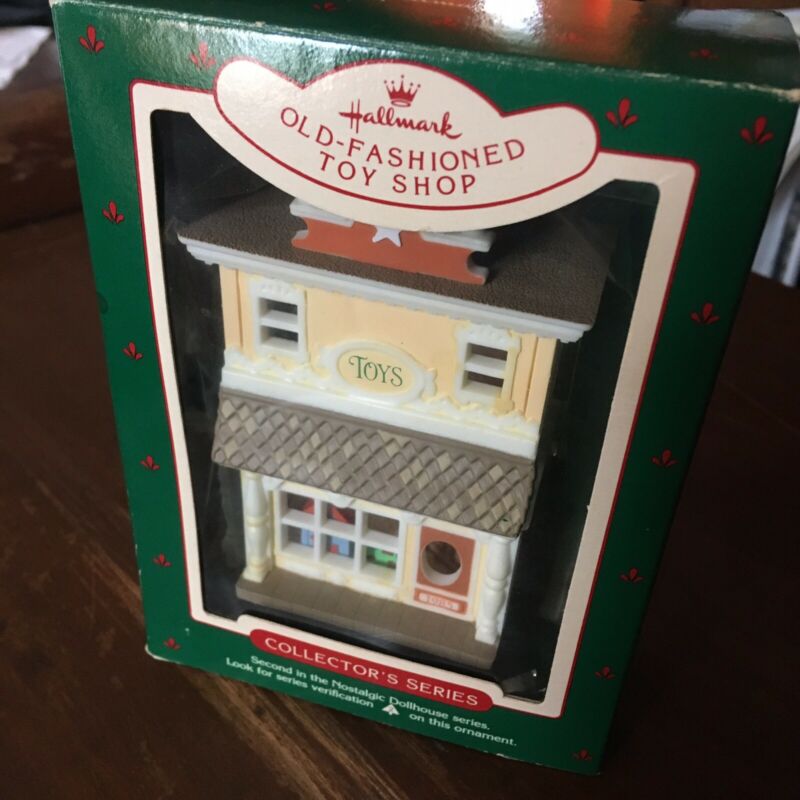 Hallmark
OLD-FASHIONED
TOY SHOP
TOYS
1985
COLLECTOR'S SERIES
Second in the Nostalgic Dollhouse series.
Look for series verification on this ornament.